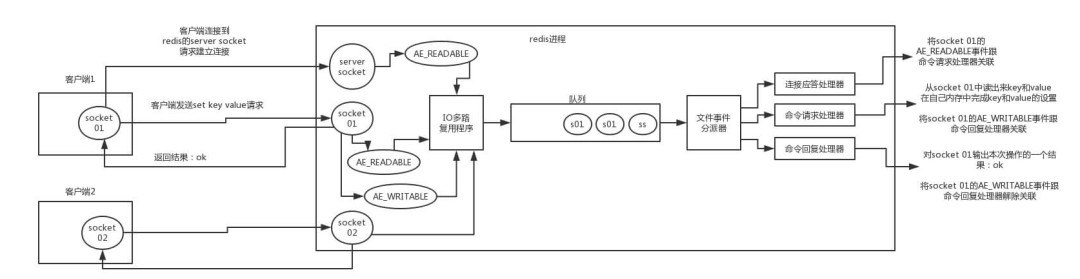 客户端连接到
redis的server socket
请求建立连接
redis进程
server
socket
AE_READABLE
将socket 01的
AE_READABLE事件跟
命令请求处理器关联
客户端1
socket
01
客户端发送set key value请求
socket
01
IO多路
复用程序
队列
s01
s01
ss
文件事件
分派器
连接应答处理器
命令请求处理器
命令回复处理器
从socket 01中读出来key和value
在自己内存中完成key和value的设置
将socket 01的AE_WRITABLE事件跟
命令回复处理器关联
返回结果：ok
AE_READABLE
AE_WRITABLE
对socket 01输出本次操作的一个结
果：ok
将socket 01的AE_WRITABLE事件跟
命令回复处理器解除关联
客户端2
socket
02
socket
02